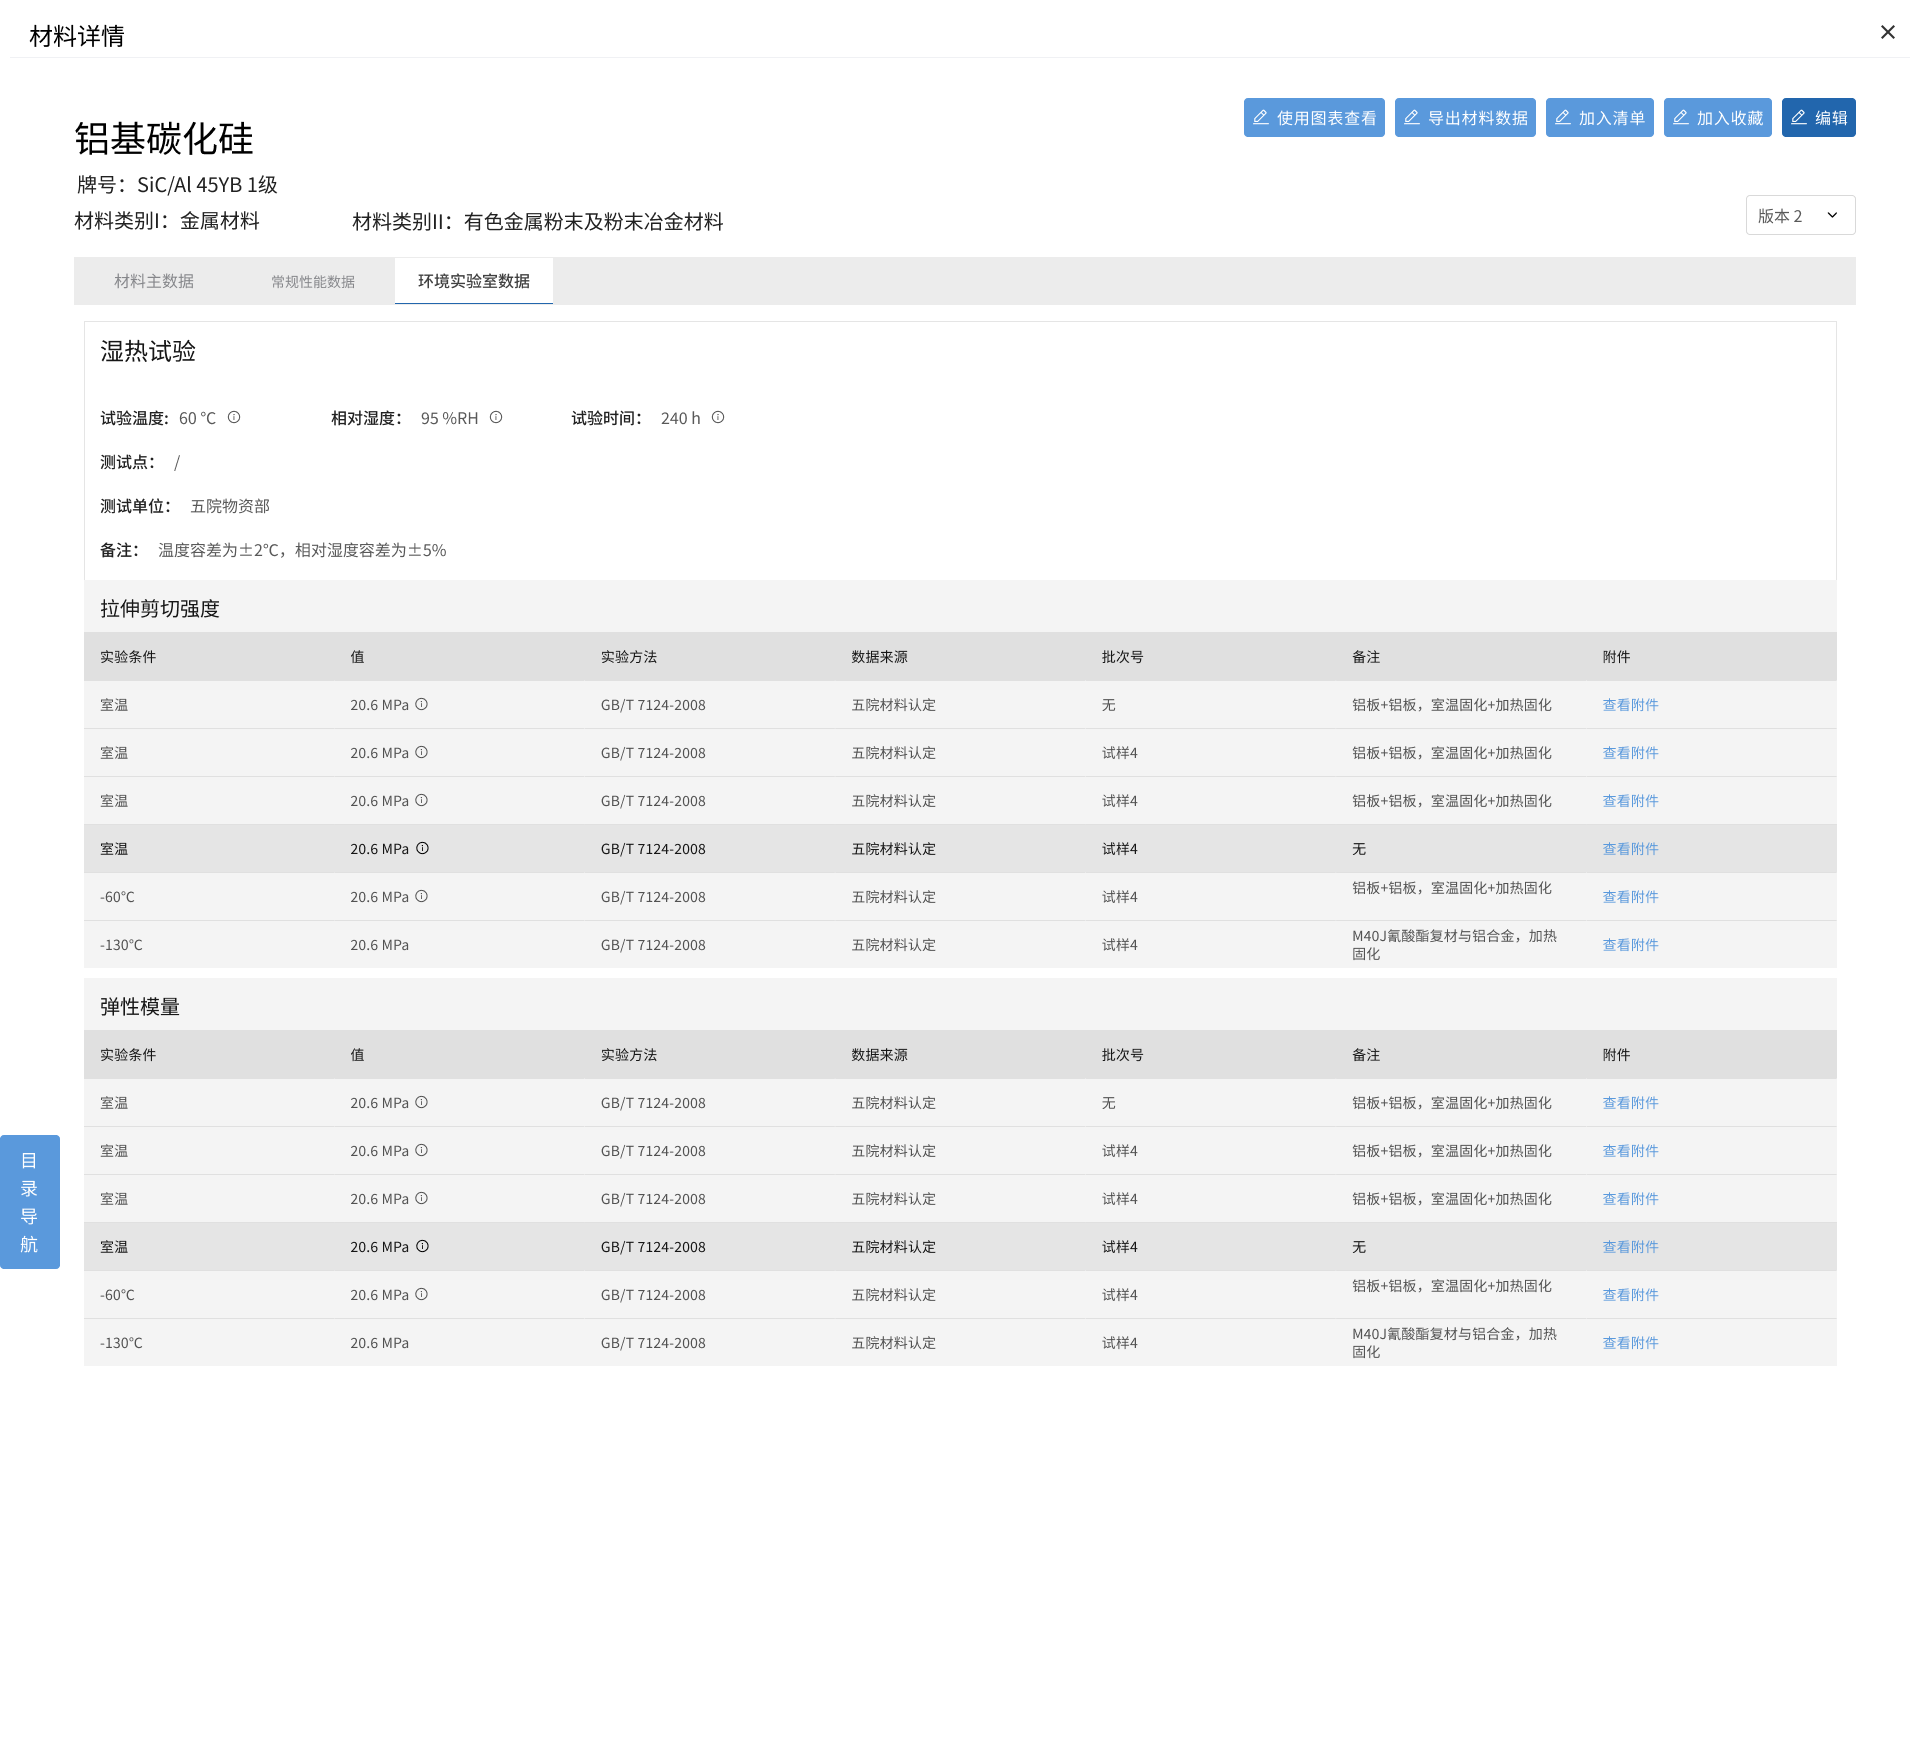 材料详情
铝基碳化硅
使用图表查看 导出材料数据 加入清单 加入收藏 编辑
牌号：SiC/Al 45YB 1级
材料类别I：金属材料 材料类别II：有色金属粉末及粉末冶金材料
版本 2
材料主数据 常规性能数据 环境实验室数据
湿热试验
试验温度: 60 ℃ 相对湿度： 95 %RH 试验时间： 240 h
测试点： /
测试单位： 五院物资部
备注： 温度容差为±2℃，相对湿度容差为±5%
拉伸剪切强度
实验条件 值 实验方法 数据来源 批次号 备注 附件
室温 20.6 MPa GB/T 7124-2008 五院材料认定 无 铝板+铝板，室温固化+加热固化 查看附件
室温 20.6 MPa GB/T 7124-2008 五院材料认定 试样4 铝板+铝板，室温固化+加热固化 查看附件
室温 20.6 MPa GB/T 7124-2008 五院材料认定 试样4 铝板+铝板，室温固化+加热固化 查看附件
室温 20.6 MPa GB/T 7124-2008 五院材料认定 试样4 无 查看附件
-60℃ 20.6 MPa GB/T 7124-2008 五院材料认定 试样4 铝板+铝板，室温固化+加热固化 查看附件
-130℃ 20.6 MPa GB/T 7124-2008 五院材料认定 试样4 M40J氰酸酯复材与铝合金，加热 查看附件
固化
弹性模量
实验条件 值 实验方法 数据来源 批次号 备注 附件
室温 20.6 MPa GB/T 7124-2008 五院材料认定 无 铝板+铝板，室温固化+加热固化 查看附件
室温 20.6 MPa GB/T 7124-2008 五院材料认定 试样4 铝板+铝板，室温固化+加热固化 查看附件
室温 20.6 MPa GB/T 7124-2008 五院材料认定 试样4 铝板+铝板，室温固化+加热固化 查看附件
室温 20.6 MPa GB/T 7124-2008 五院材料认定 试样4 无 查看附件
-60℃ 20.6 MPa GB/T 7124-2008 五院材料认定 试样4 铝板+铝板，室温固化+加热固化 查看附件
-130℃ 20.6 MPa GB/T 7124-2008 五院材料认定 试样4 M40J氰酸酯复材与铝合金，加热 查看附件
固化
目
录
导
航